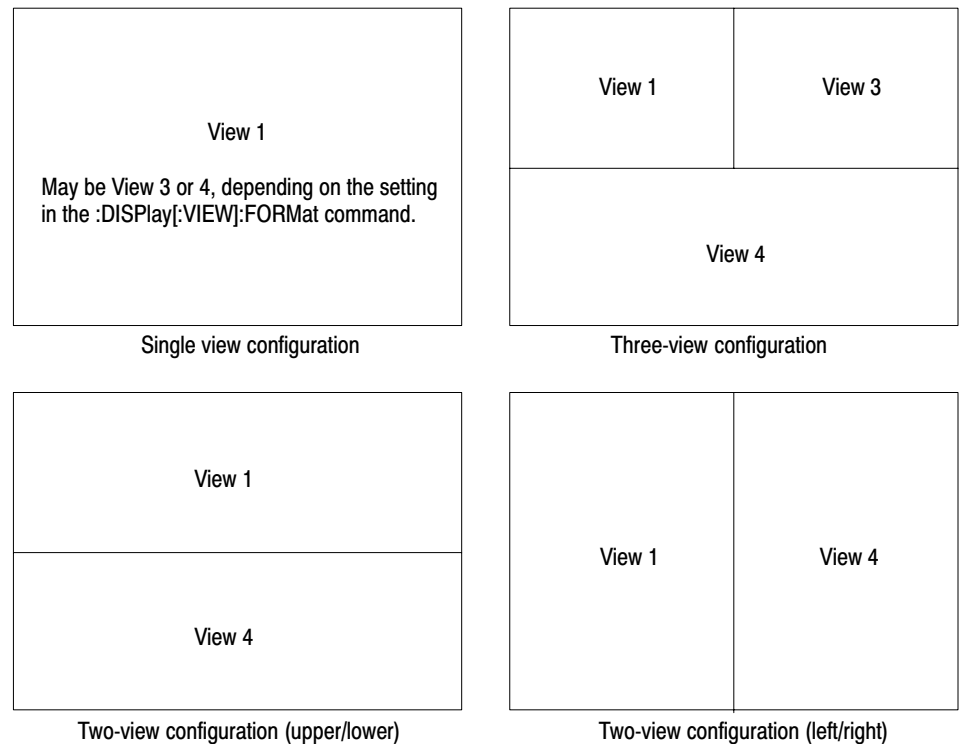 View 1
May be View 3 or 4, depending on the setting
in the :DISPlay[:VIEW]:FORMat command.
Single view configuration
View 1
View 3
View 4
Three-view configuration
View 1
View 4
Two-view configuration (upper/lower)
View 1
View 4
Two-view configuration (left/right)